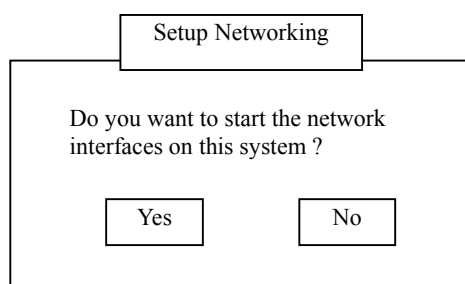 Setup Networking
Do you want to start the network
interfaces on this system ?
Yes
No